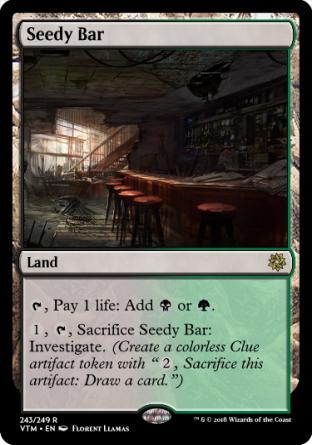 Seedy Bar
Land
, Pay 1 life: Add or .
1 , , Sacrifice Seedy Bar:
Investigate. (Create a colorless Clue
artifact token with “ 2 , Sacrifice this
artifact: Draw a card.”)
243/249 R
VTM • EN FLORENT LLAMAS
™ & © 2018 Wizards of the Coast